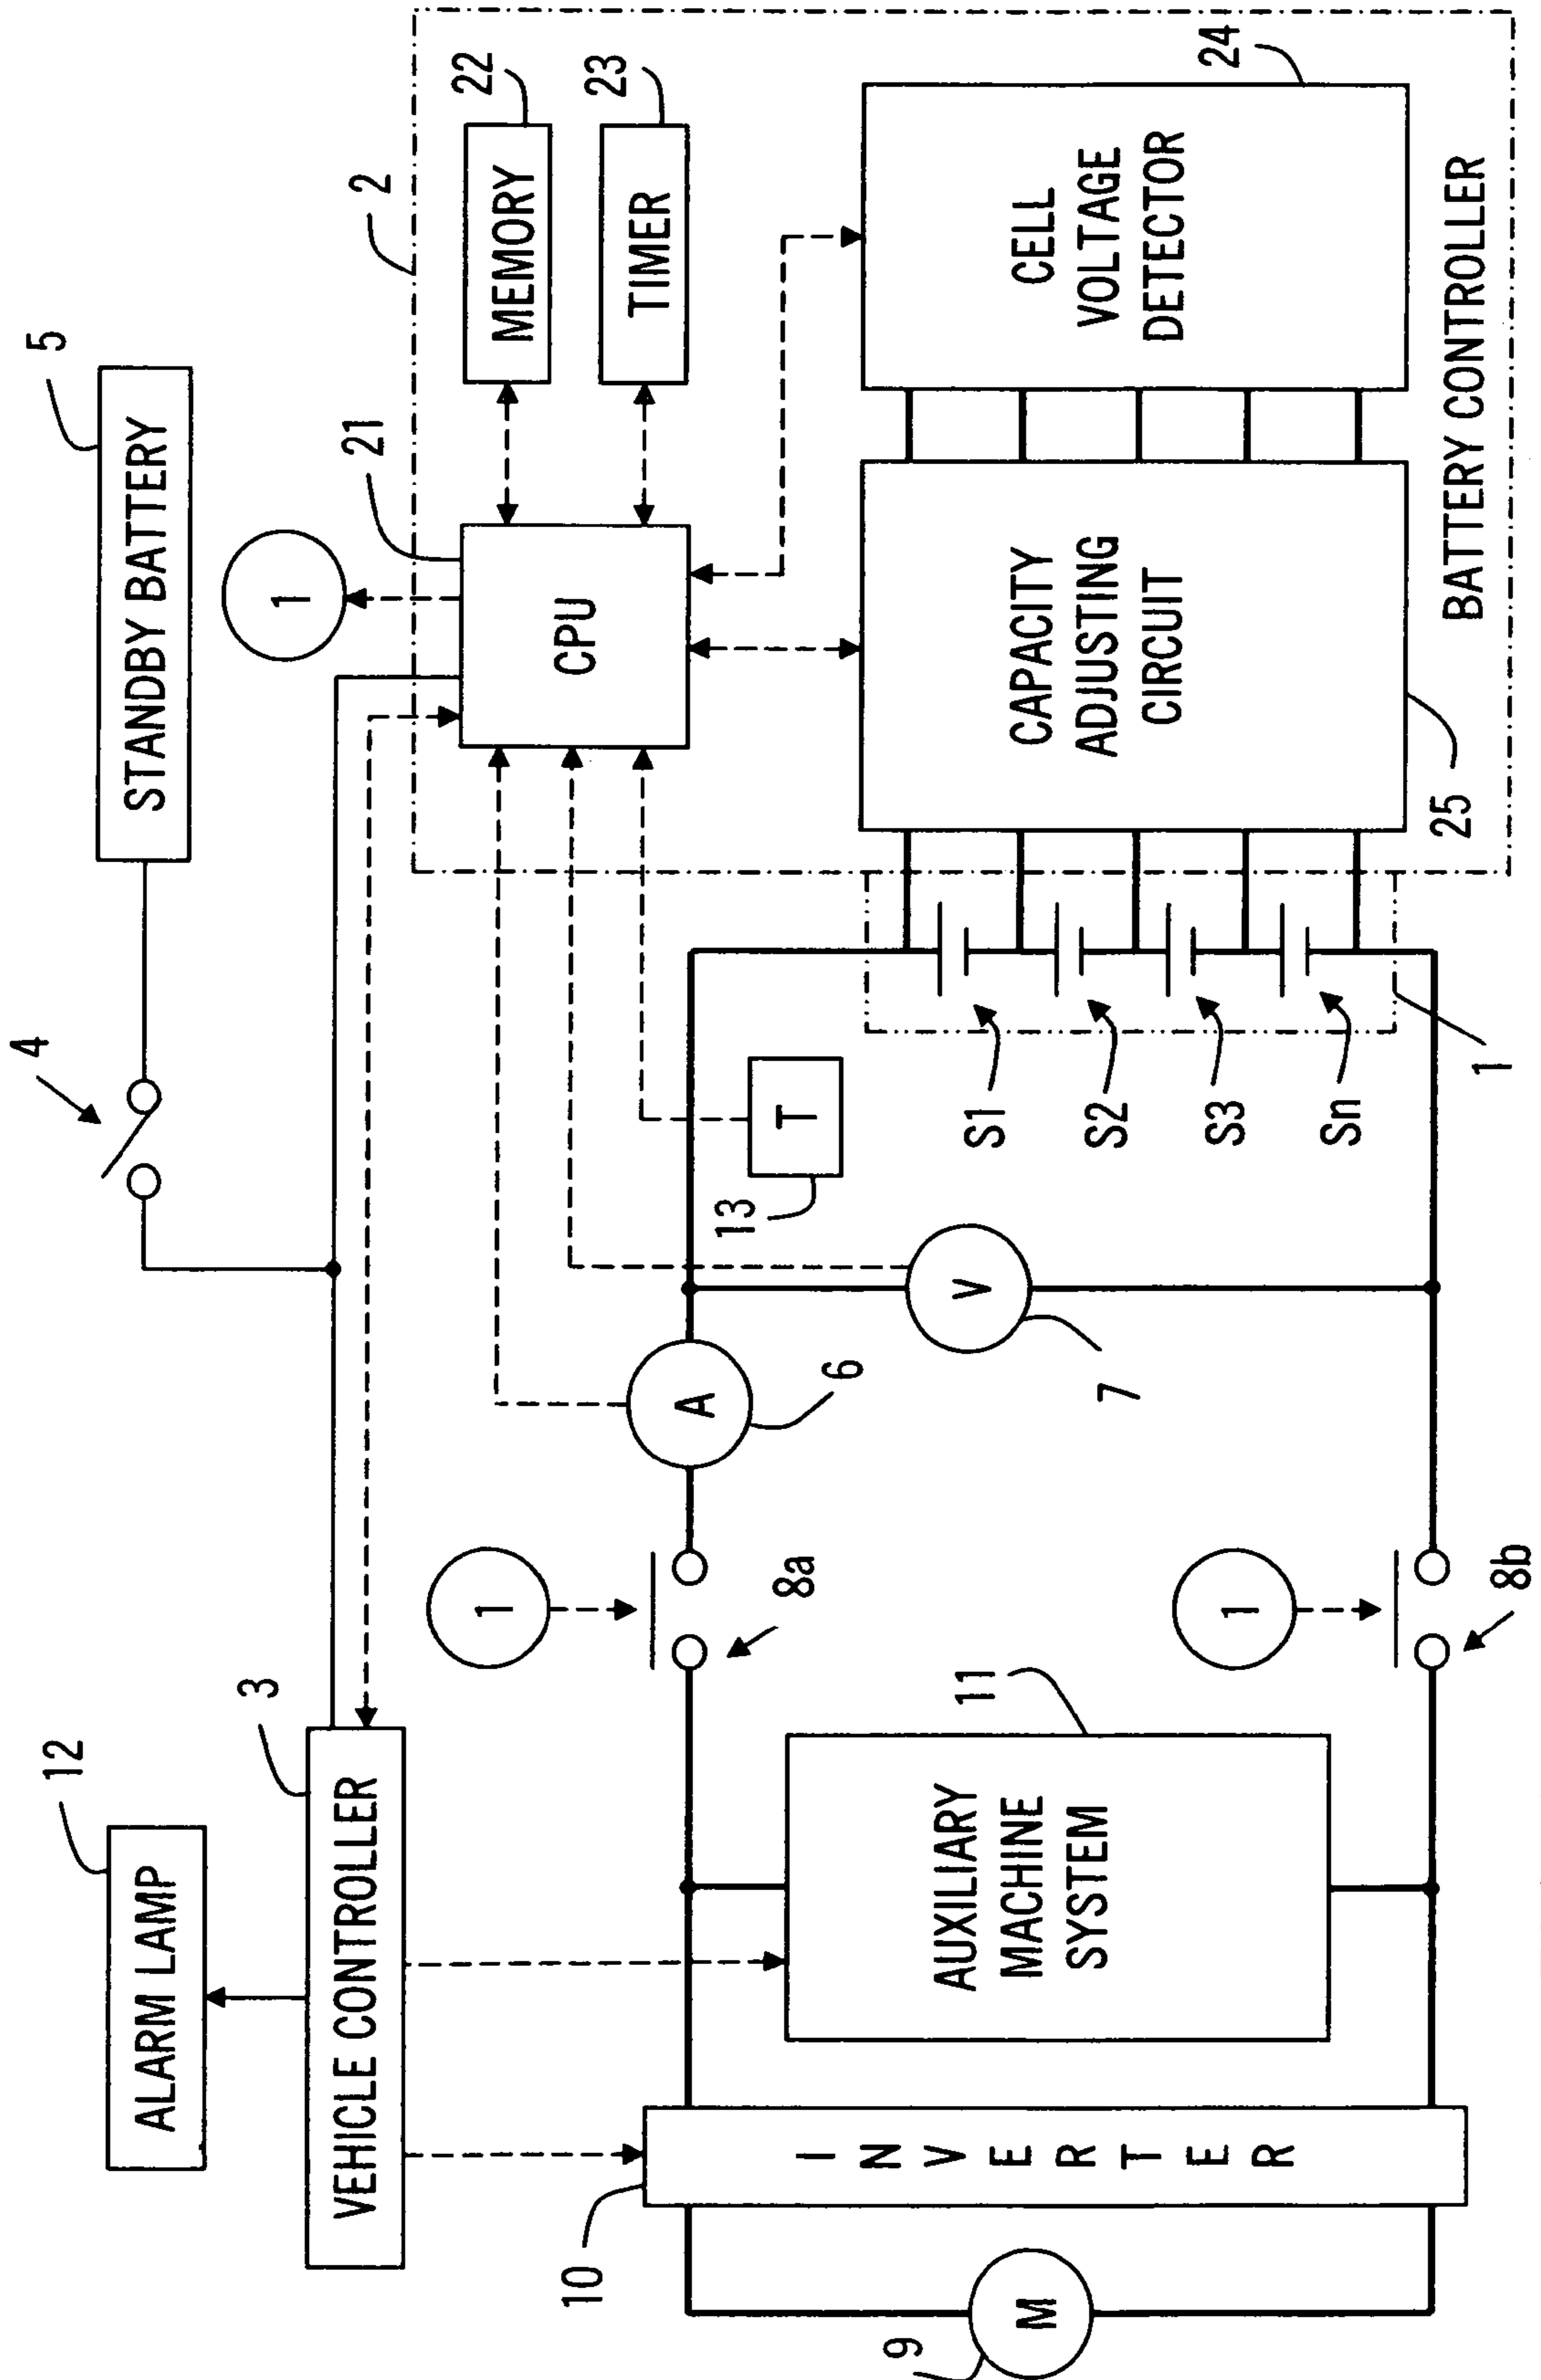 12
ALARM LAMP
3
VEHICLE CONTROLLER
4
5
STANDBY BATTERY
1
2
21
CPU
22
MEMORY
23
TIMER
24
CELL
VOLTAGE
DETECTOR
CAPACITY
ADJUSTING
CIRCUIT
25
BATTERY CONTROLLER
10
INVERTER
9
M
11
AUXILIARY
MACHINE
SYSTEM
1
8a
1
8b
A
6
V
7
13
T
S1
S2
S3
Sn
1